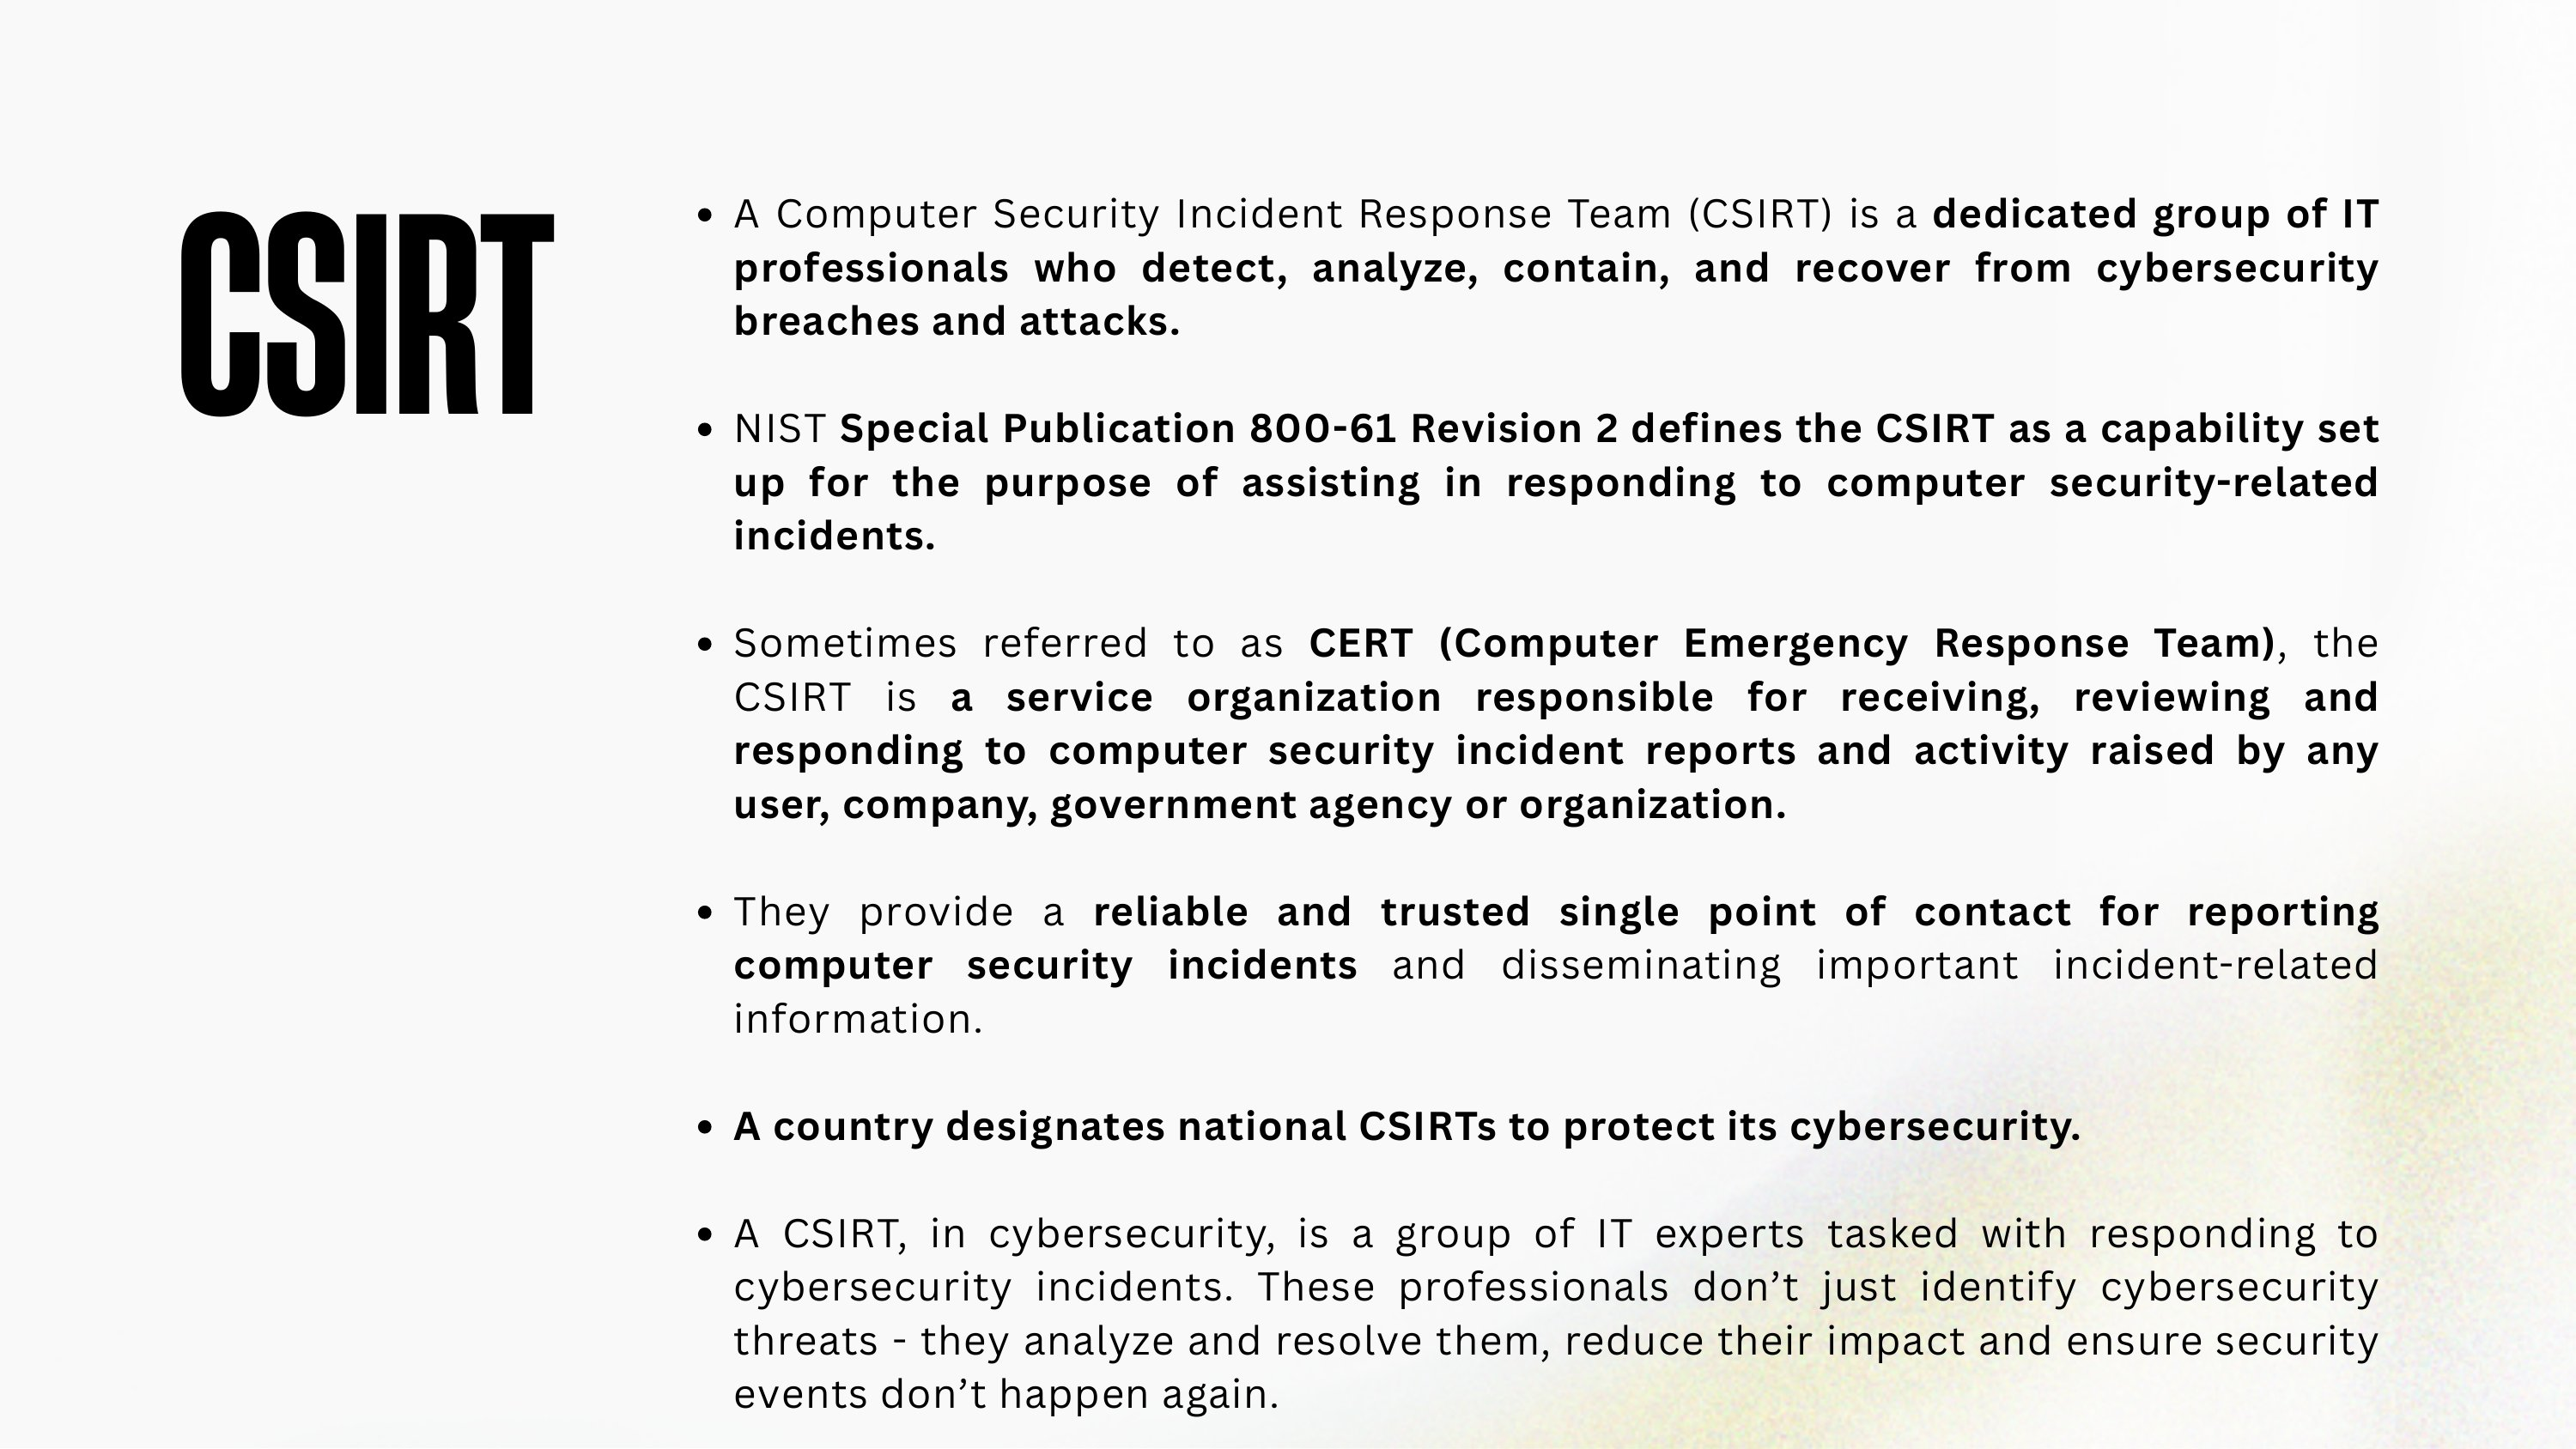 CSIRT
• A Computer Security Incident Response Team (CSIRT) is a dedicated group of IT
professionals who detect, analyze, contain, and recover from cybersecurity
breaches and attacks.
• NIST Special Publication 800-61 Revision 2 defines the CSIRT as a capability set
up for the purpose of assisting in responding to computer security-related
incidents.
• Sometimes referred to as CERT (Computer Emergency Response Team), the
CSIRT is a service organization responsible for receiving, reviewing and
responding to computer security incident reports and activity raised by any
user, company, government agency or organization.
• They provide a reliable and trusted single point of contact for reporting
computer security incidents and disseminating important incident-related
information.
• A country designates national CSIRTs to protect its cybersecurity.
• A CSIRT, in cybersecurity, is a group of IT experts tasked with responding to
cybersecurity incidents. These professionals don’t just identify cybersecurity
threats - they analyze and resolve them, reduce their impact and ensure security
events don’t happen again.